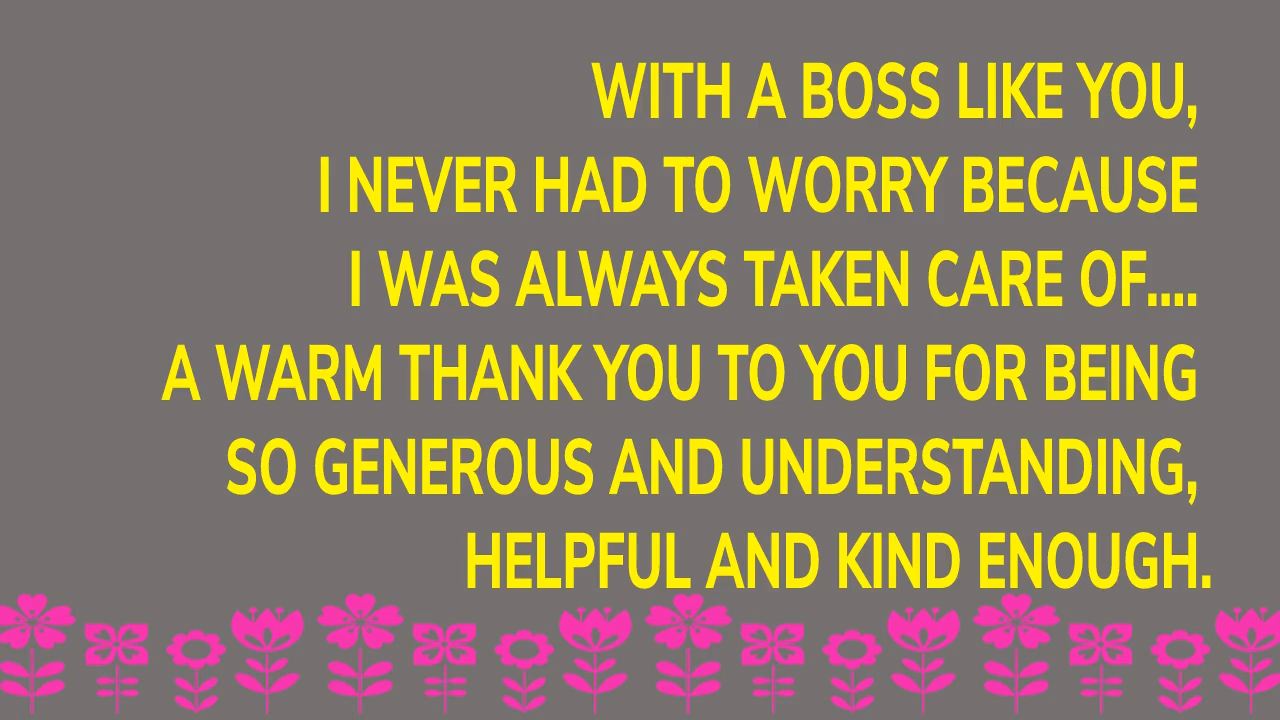 WITH A BOSS LIKE YOU,
I NEVER HAD TO WORRY BECAUSE
I WAS ALWAYS TAKEN CARE OF....
A WARM THANK YOU TO YOU FOR BEING
SO GENEROUS AND UNDERSTANDING,
HELPFUL AND KIND ENOUGH.